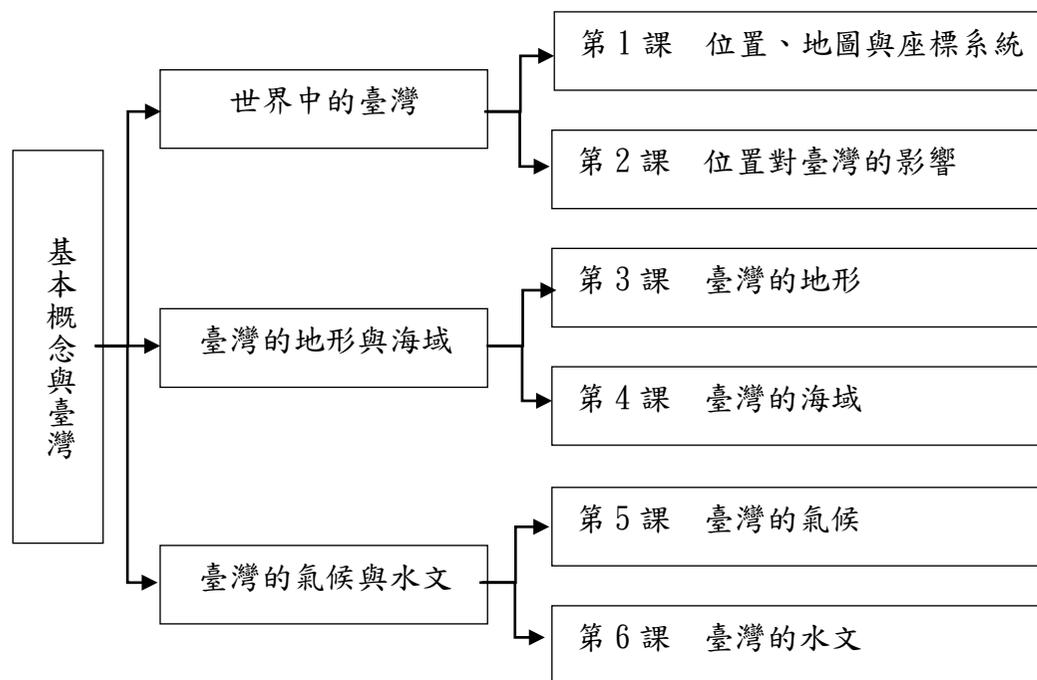 基本概念與臺灣
世界中的臺灣
第1課 位置、地圖與座標系統
第2課 位置對臺灣的影響
臺灣的地形與海域
第3課 臺灣的地形
第4課 臺灣的海域
臺灣的氣候與水文
第5課 臺灣的氣候
第6課 臺灣的水文